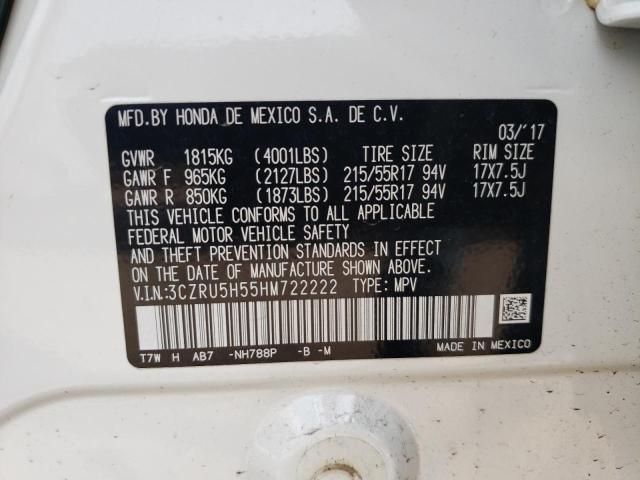 MFD.BY HONDA DE MEXICO S.A. DE C.V.
03/'17
GVWR 1815KG (4001LBS) TIRE SIZE RIM SIZE
GAWR F 965KG (2127LBS) 215/55R17 94V 17X7.5J
GAWR R 850KG (1873LBS) 215/55R17 94V 17X7.5J
THIS VEHICLE CONFORMS TO ALL APPLICABLE
FEDERAL MOTOR VEHICLE SAFETY
AND THEFT PREVENTION STANDARDS IN EFFECT
ON THE DATE OF MANUFACTURE SHOWN ABOVE.
V.I.N:3CZRU5H55HM722222 TYPE: MPV
T7W H AB7 -NH788P -B -M MADE IN MEXICO